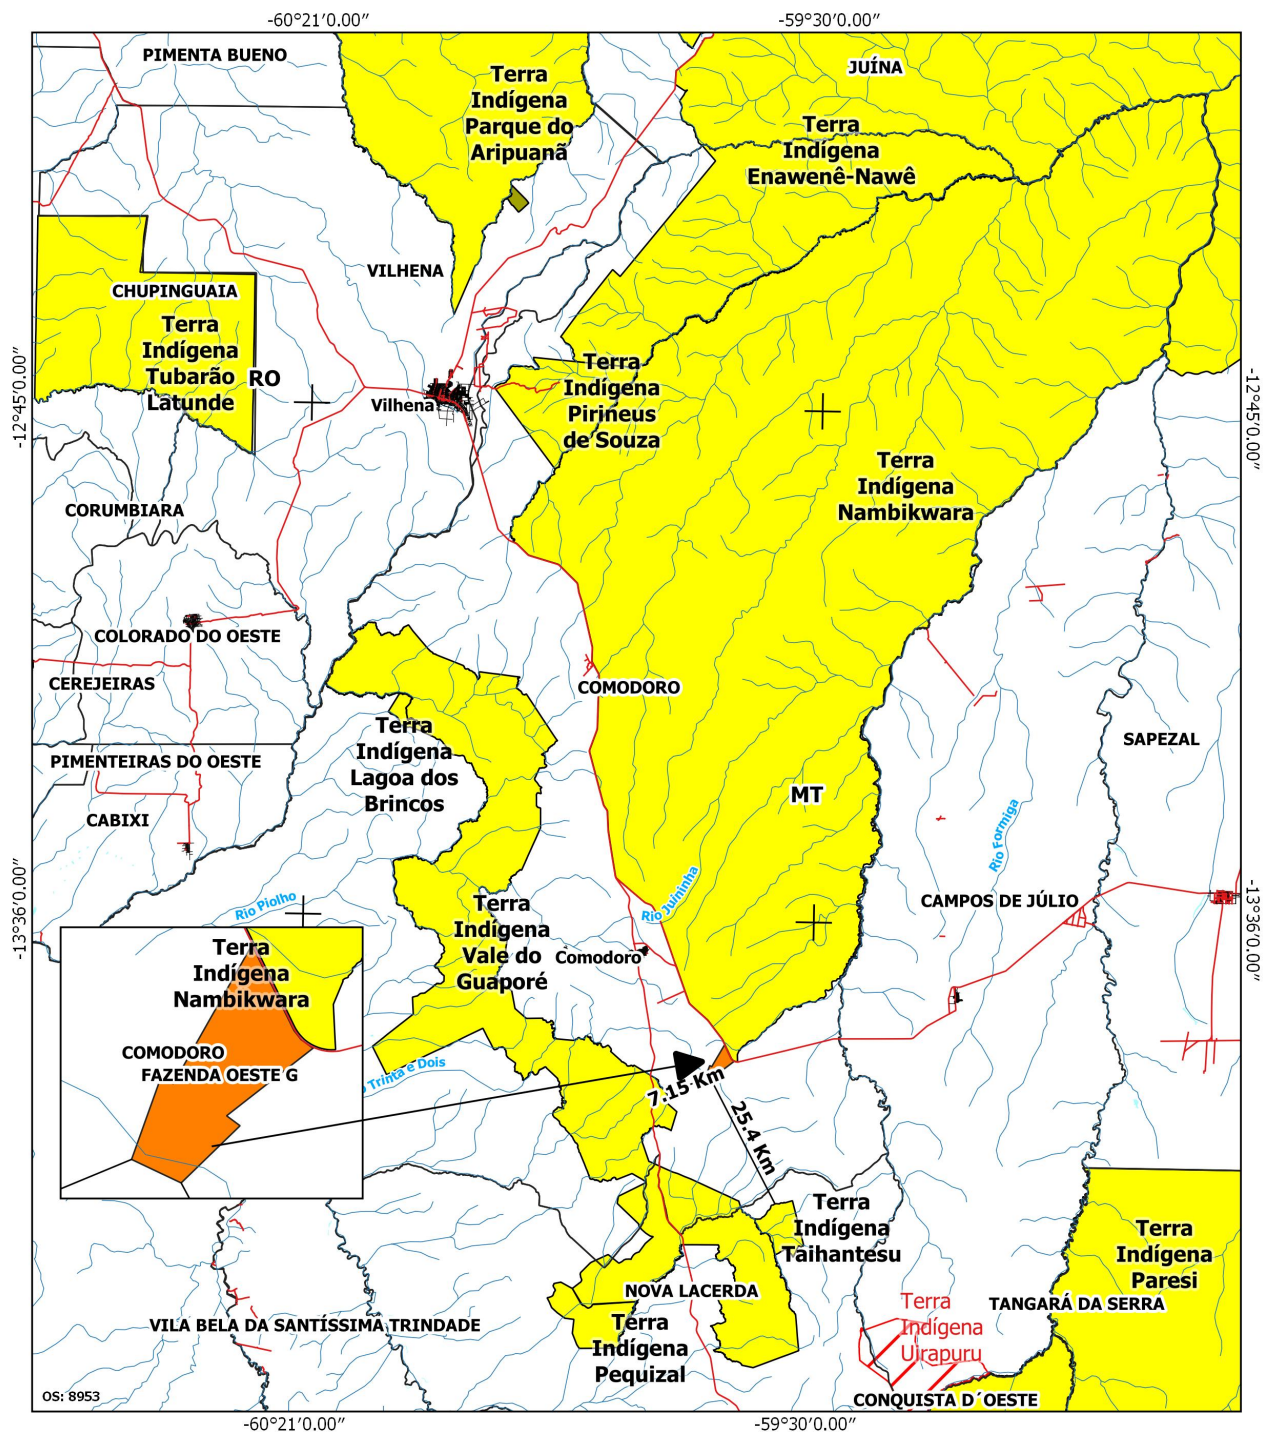 -60°21′0.00″
-59°30′0.00″
PIMENTA BUENO
Terra
Indígena
Parque do
Aripuanã
JUÍNA
Terra
Indígena
Enawenê-Nawê
VILHENA
CHUPINGUAIA
Terra
Indígena
Tubarão
Latunde
RO
Vilhena
Terra
Indígena
Pirineus
de Souza
-12°45′0.00″
-12°45′0.00″
Terra
Indígena
Nambikwara
CORUMBIARA
COLORADO DO OESTE
CEREJEIRAS
COMODORO
PIMENTEIRAS DO OESTE
CABIXI
Terra
Indígena
Lagoa dos
Brincos
SAPEZAL
MT
Rio Formiga
Rio Piolho
Rio Juininha
CAMPOS DE JÚLIO
-13°36′0.00″
-13°36′0.00″
Terra
Indígena
Vale do
Guaporé
Comodoro
Terra
Indígena
Nambikwara
COMODORO
FAZENDA OESTE G
Trinta e Dois
7.15 Km
25.4 Km
Terra
Indígena
Taihantesu
Terra
Indígena
Paresi
NOVA LACERDA
TANGARÁ DA SERRA
VILA BELA DA SANTÍSSIMA TRINDADE
Terra
Indígena
Pequizal
Terra
Indígena
Uirapuru
CONQUISTA D´OESTE
OS: 8953
-60°21′0.00″
-59°30′0.00″